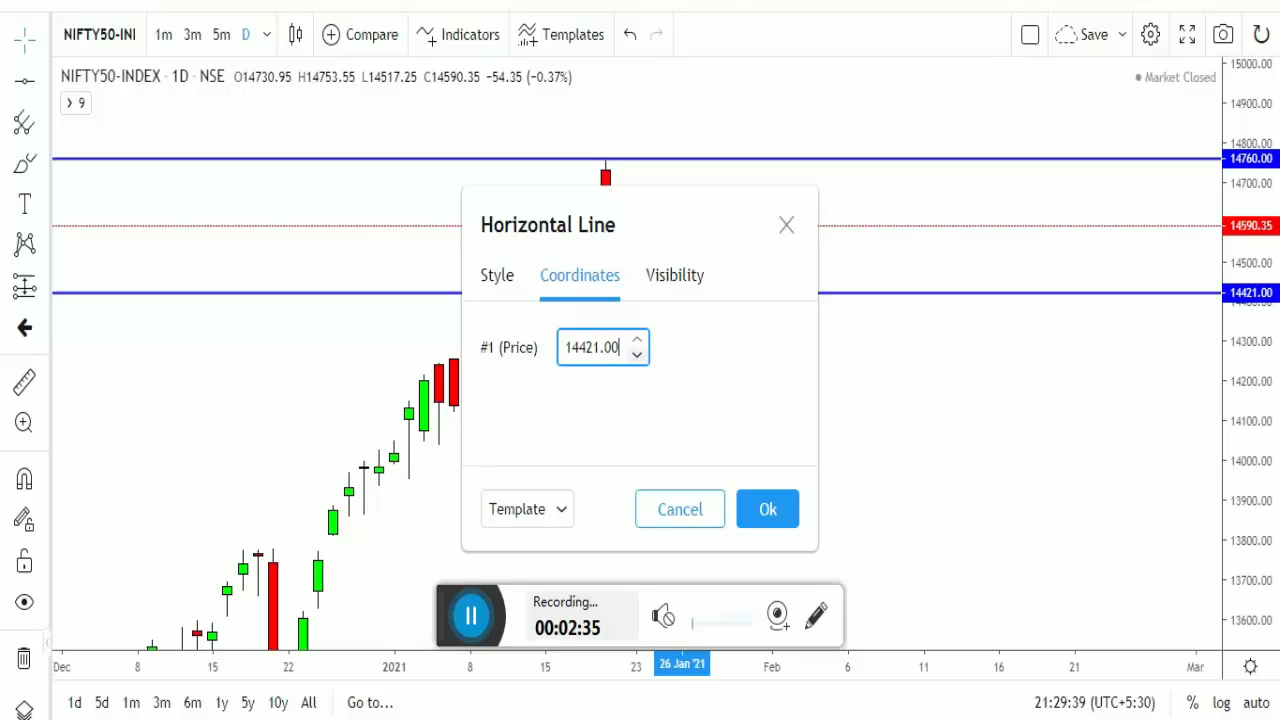 NIFTY50-INI 1m 3m 5m D Compare Indicators Templates Save
NIFTY50-INDEX · 1D · NSE O14730.95 H14753.55 L14517.25 C14590.35 -54.35 (-0.37%)
Market Closed
9
15000.00
14900.00
14800.00
14760.00
14700.00
14590.35
14500.00
14421.00
14400.00
14300.00
14200.00
14100.00
14000.00
13900.00
13800.00
13700.00
13600.00
Horizontal Line
Style Coordinates Visibility
#1 (Price) 14421.00
Template Cancel Ok
Recording...
00:02:35
Dec 8 15 22 2021 8 15 23 26 Jan '21 Feb 6 11 16 21 Mar
1d 5d 1m 3m 6m 1y 5y 10y All Go to... 21:29:39 (UTC+5:30) % log auto